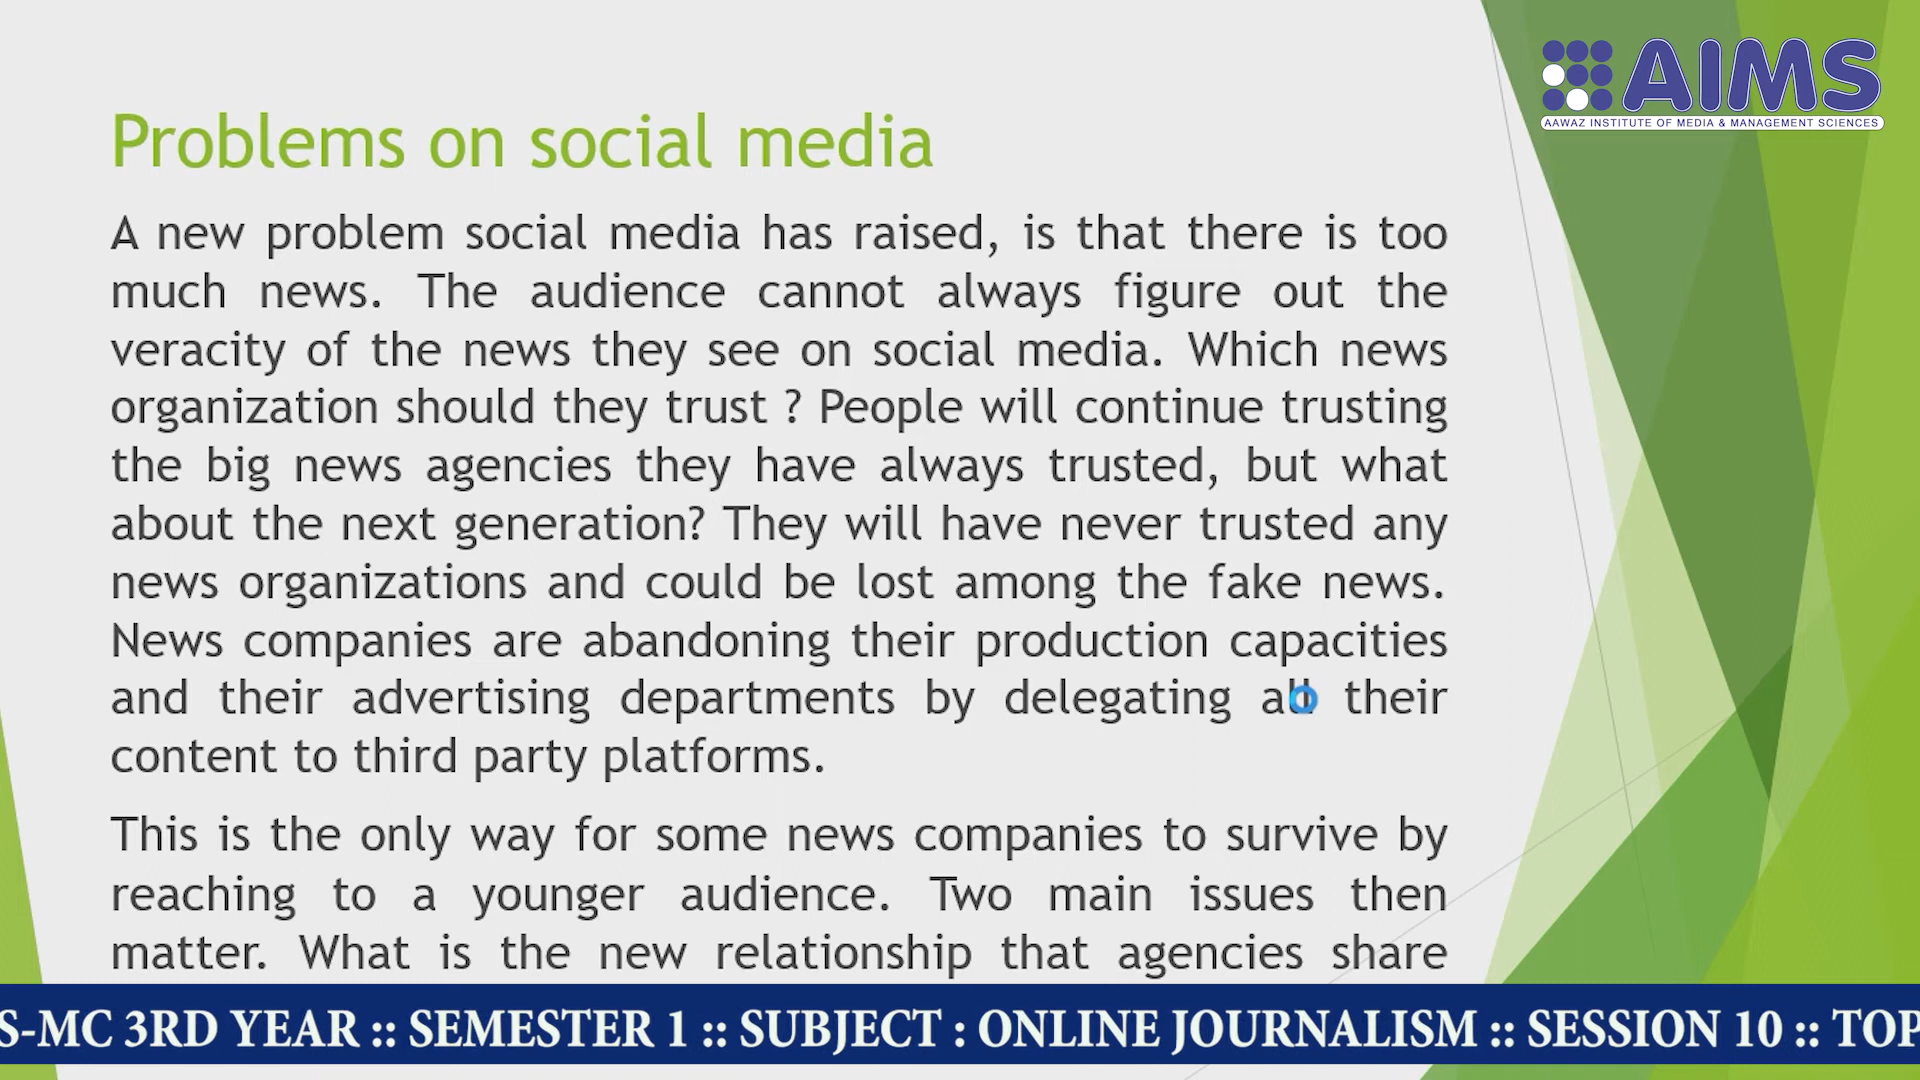 AIMS
AAWAZ INSTITUTE OF MEDIA & MANAGEMENT SCIENCES
Problems on social media
A new problem social media has raised, is that there is too
much news. The audience cannot always figure out the
veracity of the news they see on social media. Which news
organization should they trust ? People will continue trusting
the big news agencies they have always trusted, but what
about the next generation? They will have never trusted any
news organizations and could be lost among the fake news.
News companies are abandoning their production capacities
and their advertising departments by delegating all their
content to third party platforms.
This is the only way for some news companies to survive by
reaching to a younger audience. Two main issues then
matter. What is the new relationship that agencies share
S-MC 3RD YEAR :: SEMESTER 1 :: SUBJECT : ONLINE JOURNALISM :: SESSION 10 :: TOP